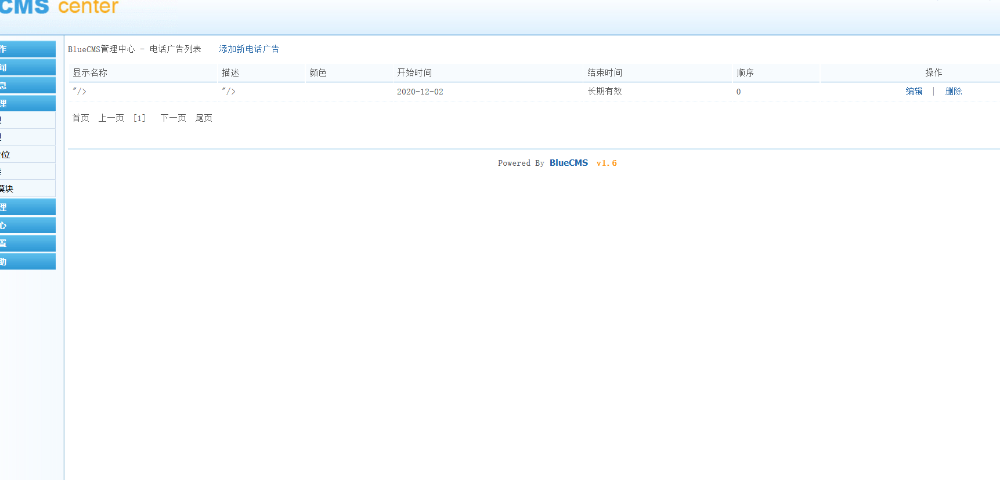 CMS center
作
闻
息
理
位
模块
理
心
置
助
BlueCMS管理中心 - 电话广告列表 添加新电话广告
显示名称 描述 颜色 开始时间 结束时间 顺序 操作
"/> "/> 2020-12-02 长期有效 0 编辑 | 删除
首页 上一页 [1] 下一页 尾页
Powered By BlueCMS v1.6